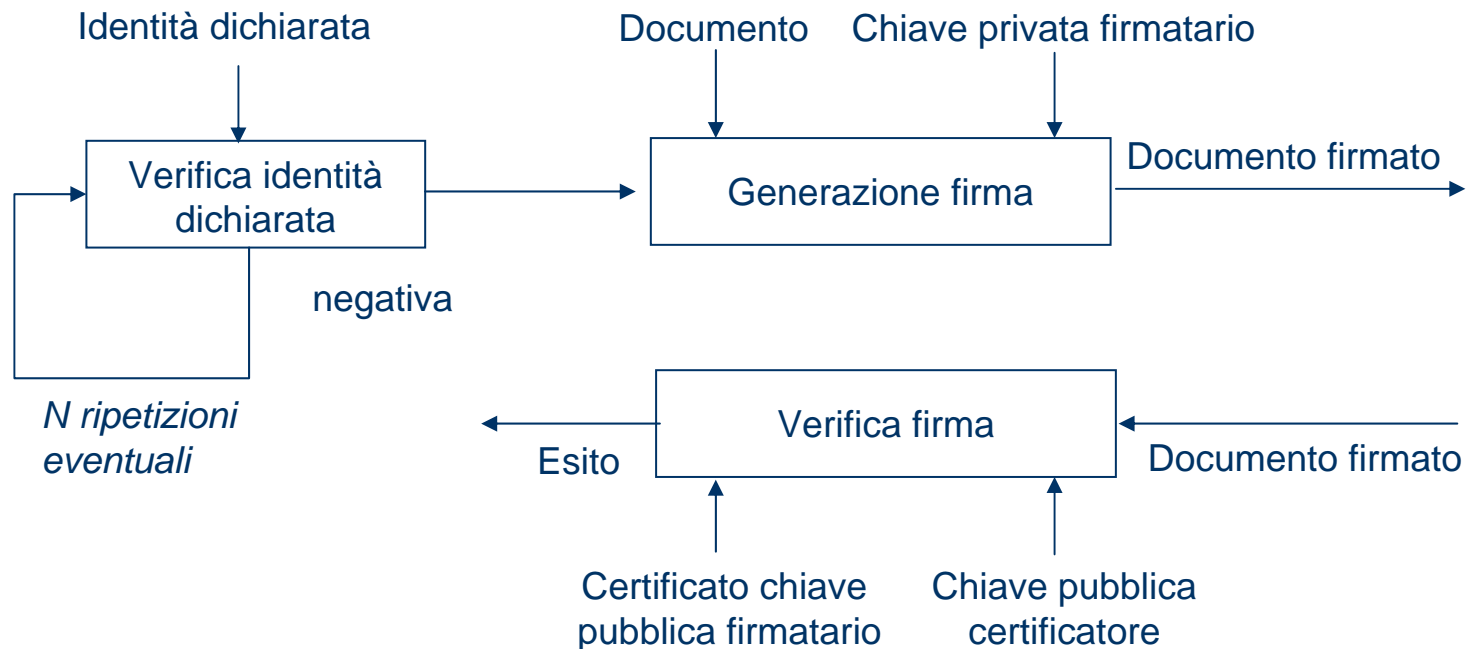 Identità dichiarata
Documento
Chiave privata firmatario
Verifica identità
dichiarata
Generazione firma
Documento firmato
negativa
N ripetizioni
eventuali
Esito
Verifica firma
Documento firmato
Certificato chiave
pubblica firmatario
Chiave pubblica
certificatore